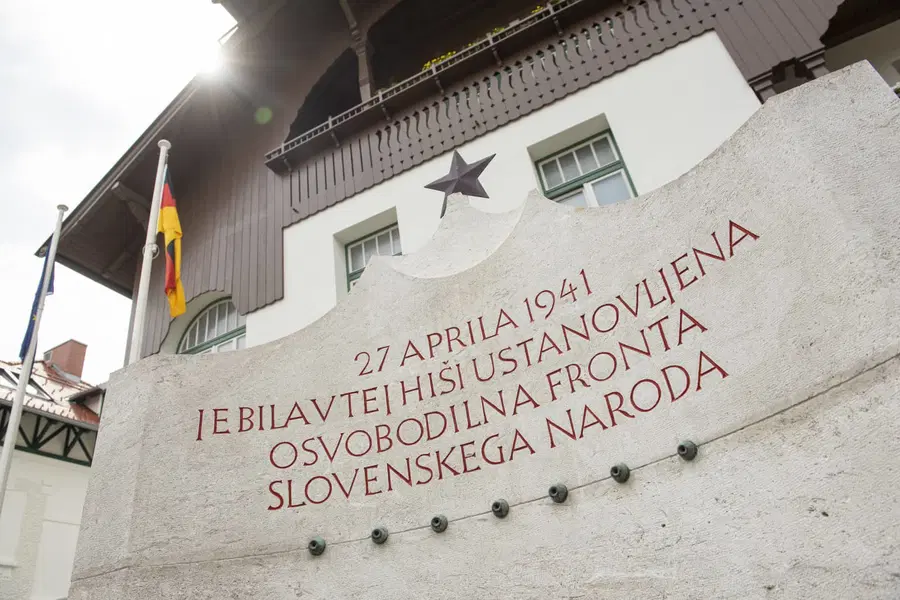 27 APRILA 1941
JE BILA V TEJ HIŠI USTANOVLJENA
OSVOBODILNA FRONTA
SLOVENSKEGA NARODA